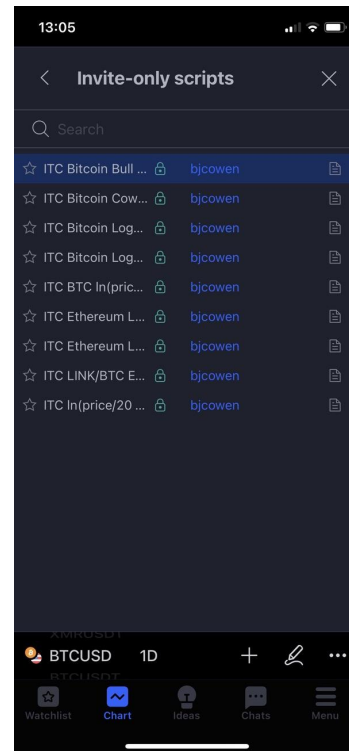 13:05
Invite-only scripts
Search
ITC Bitcoin Bull ... bjcowen
ITC Bitcoin Cow... bjcowen
ITC Bitcoin Log... bjcowen
ITC Bitcoin Log... bjcowen
ITC BTC ln(pric... bjcowen
ITC Ethereum L... bjcowen
ITC Ethereum L... bjcowen
ITC LINK/BTC E... bjcowen
ITC ln(price/20 ... bjcowen
XMRUSDT
BTCUSD 1D
BTCUSDT
Watchlist Chart Ideas Chats Menu